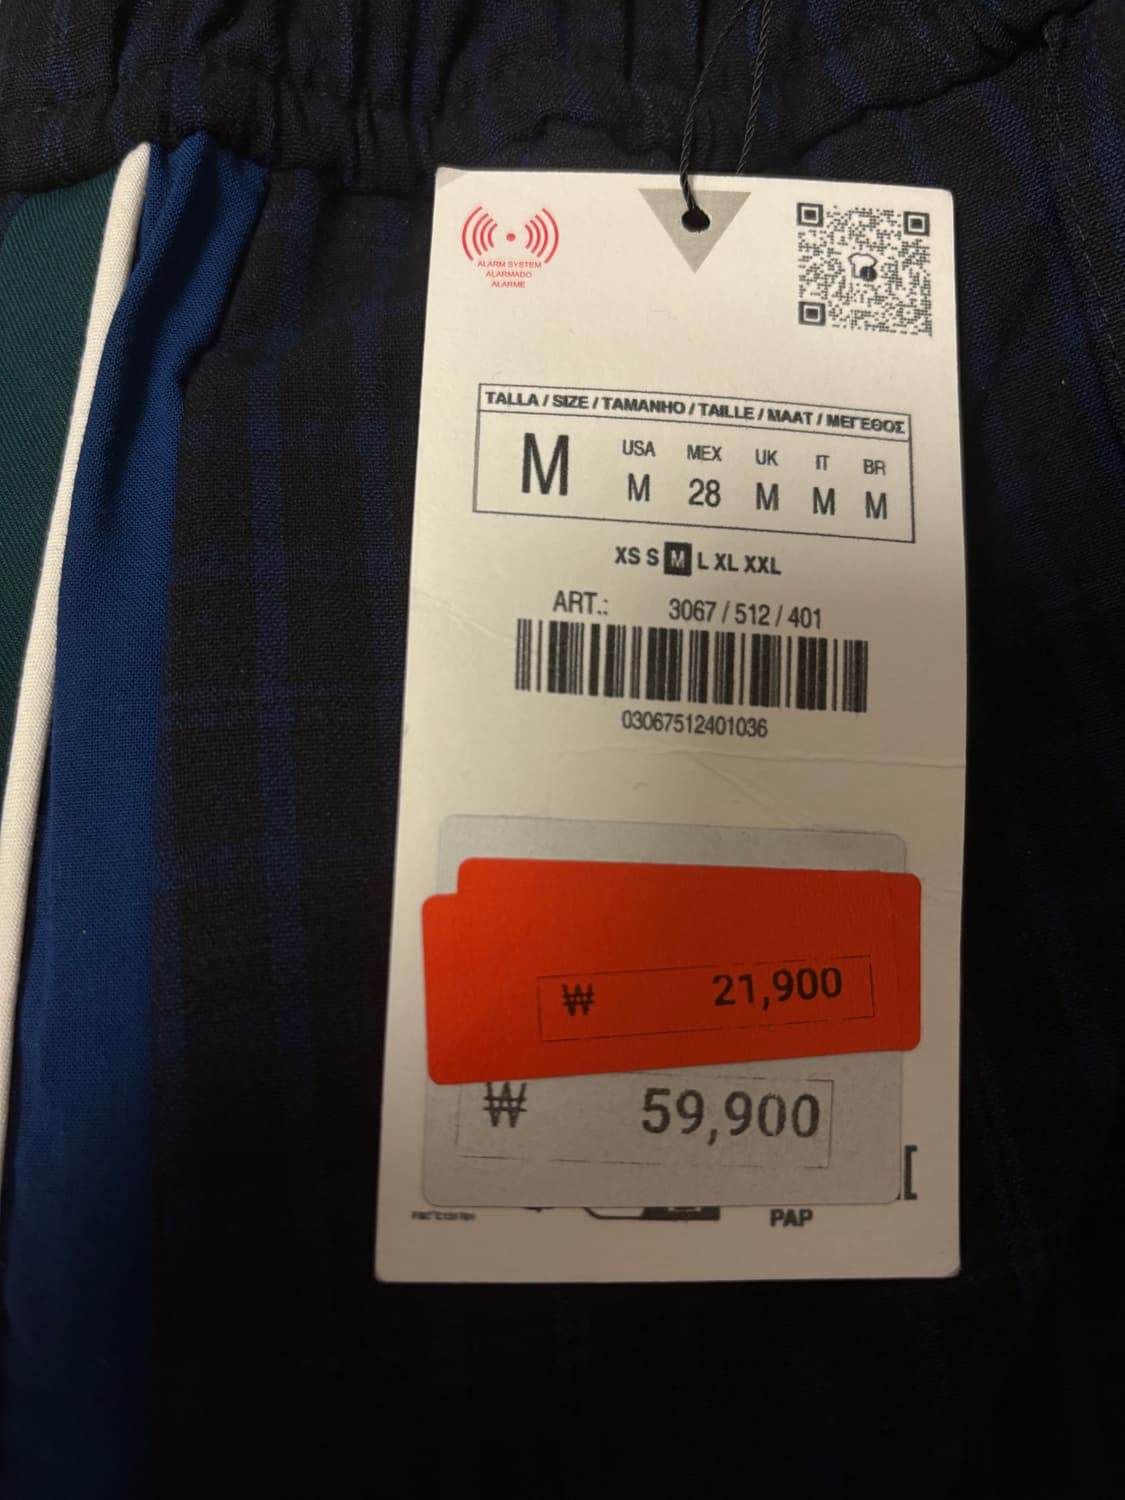 ALARM SYSTEM
ALARMADO
ALARME
TALLA / SIZE / TAMANHO / TAILLE / MAAT / ΜΕΓΕΘΟΣ
M
USA MEX UK IT BR
M 28 M M M
XS S M L XL XXL
ART.: 3067 / 512 / 401
03067512401036
₩ 21,900
₩ 59,900
PAP